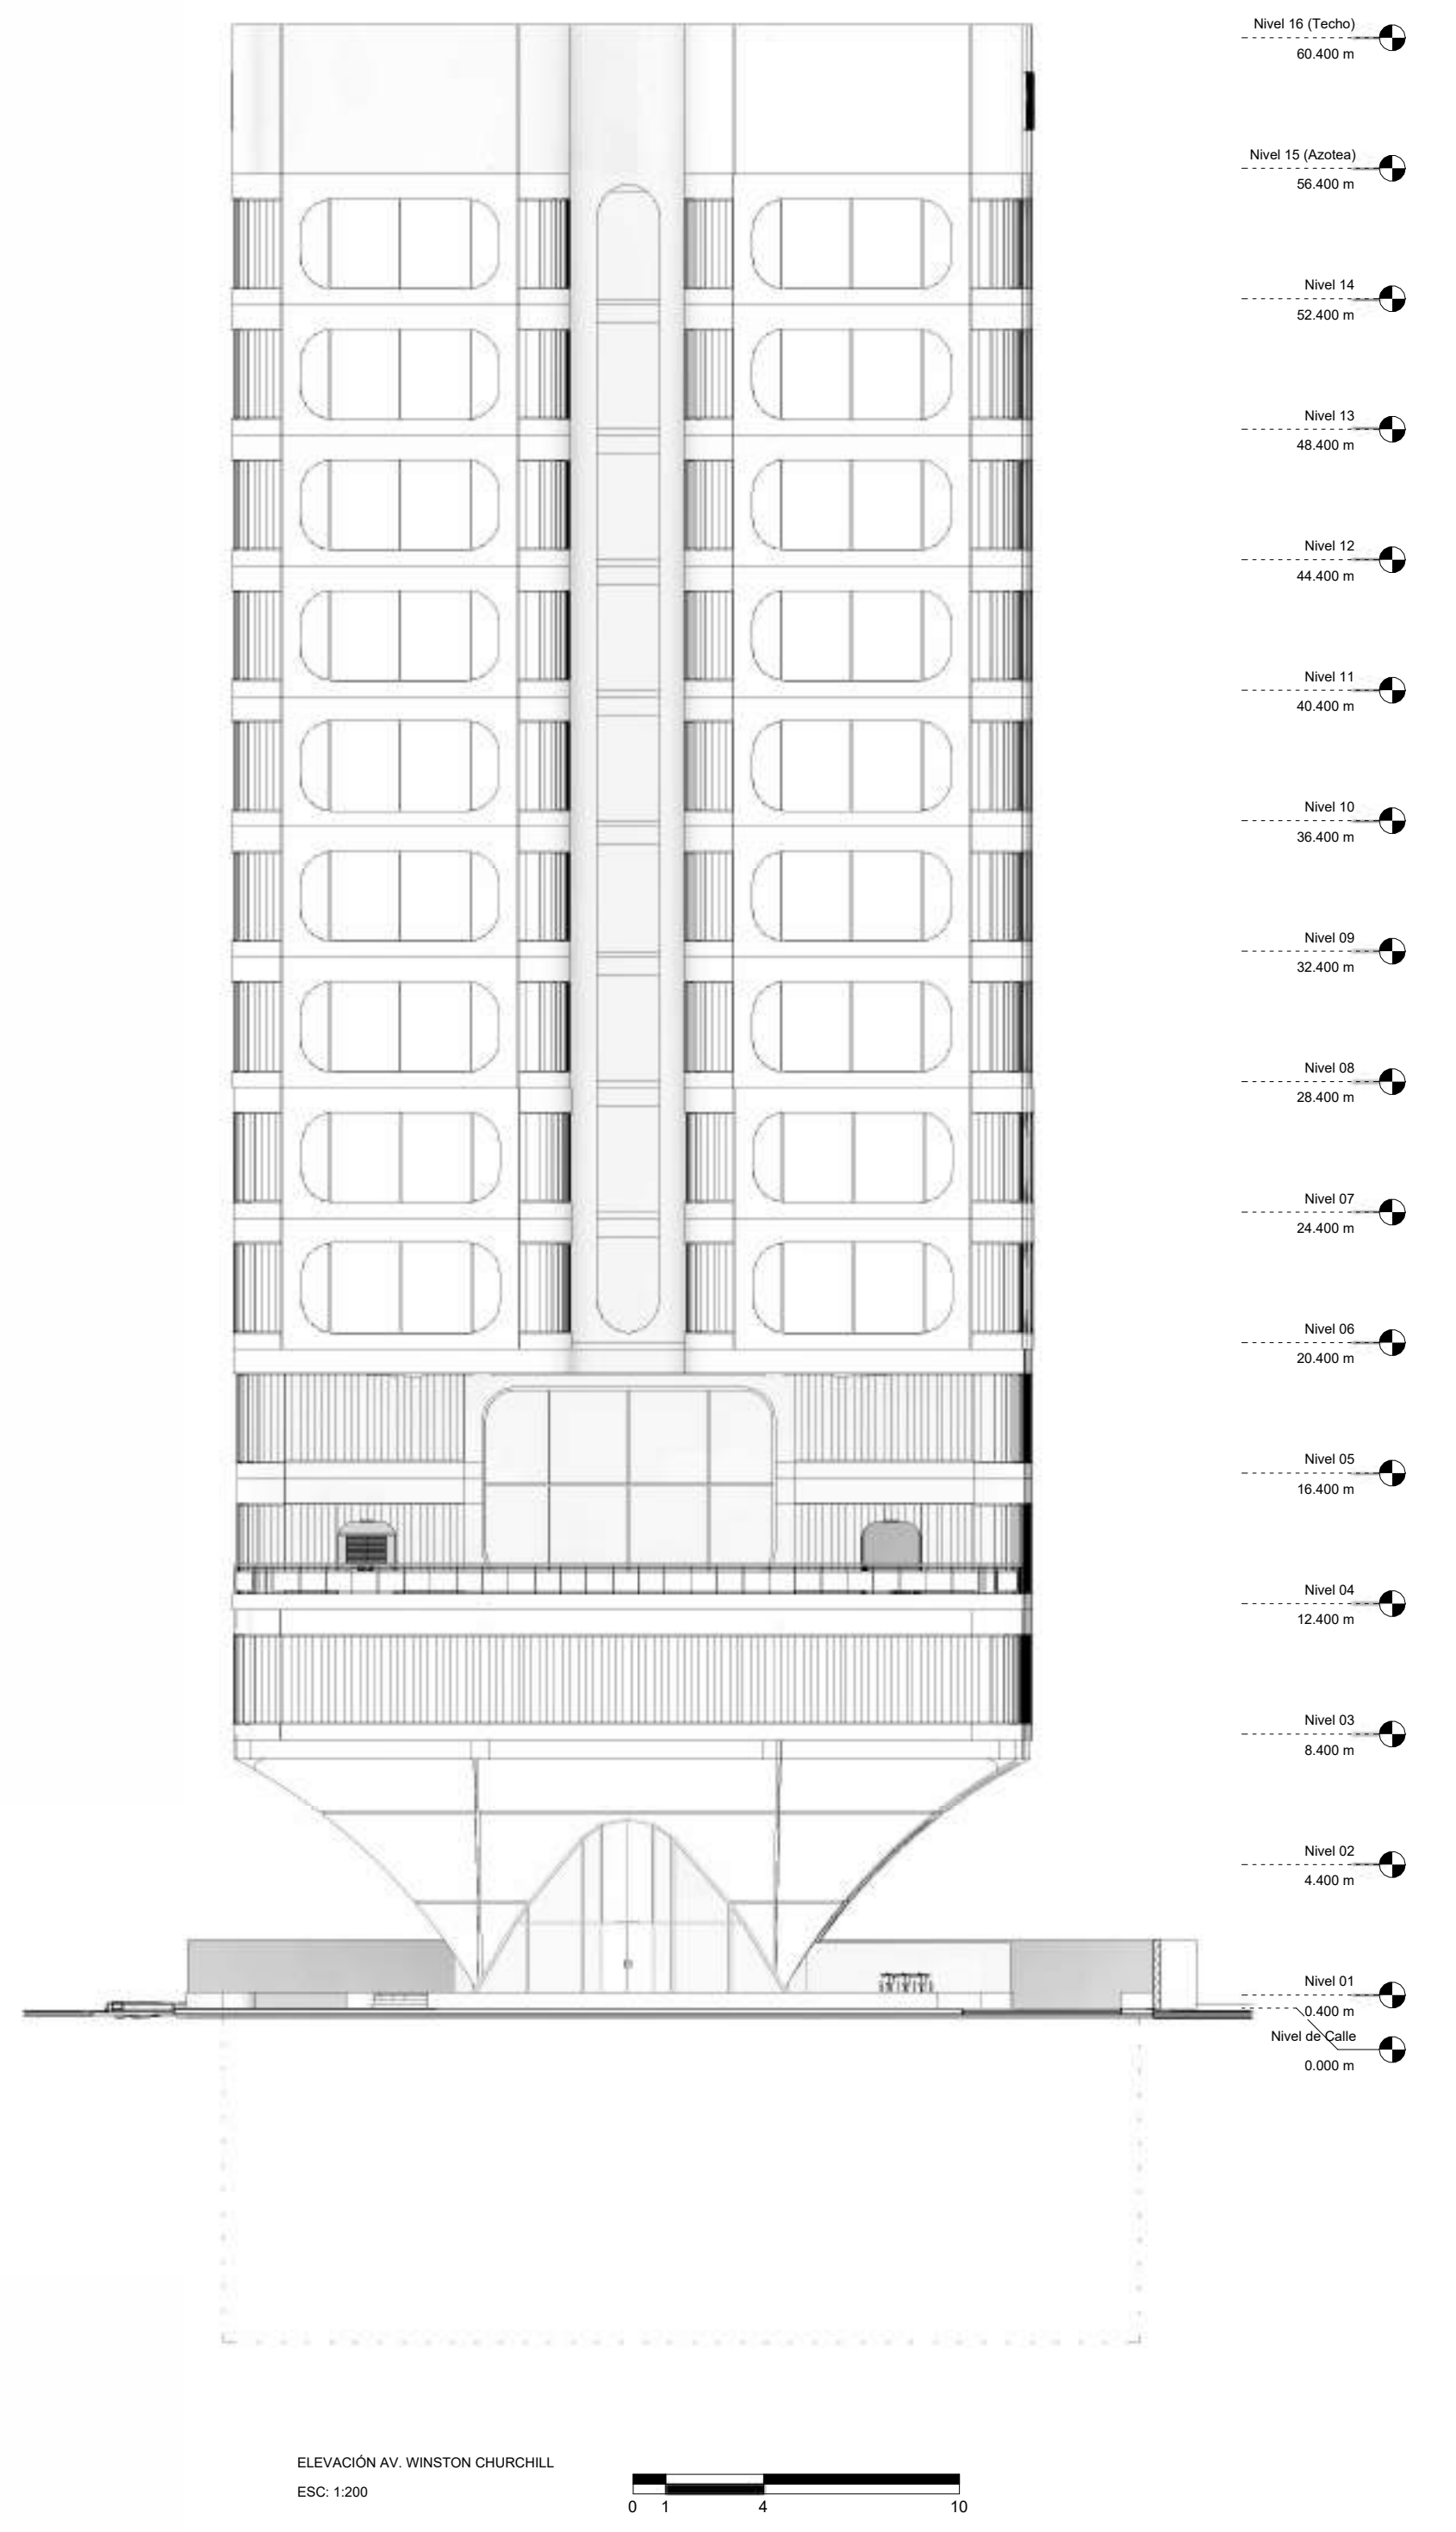 Nivel 16 (Techo)
60.400 m
Nivel 15 (Azotea)
56.400 m
Nivel 14
52.400 m
Nivel 13
48.400 m
Nivel 12
44.400 m
Nivel 11
40.400 m
Nivel 10
36.400 m
Nivel 09
32.400 m
Nivel 08
28.400 m
Nivel 07
24.400 m
Nivel 06
20.400 m
Nivel 05
16.400 m
Nivel 04
12.400 m
Nivel 03
8.400 m
Nivel 02
4.400 m
Nivel 01
0.400 m
Nivel de Calle
0.000 m
ELEVACIÓN AV. WINSTON CHURCHILL
ESC: 1:200
0 1 4 10